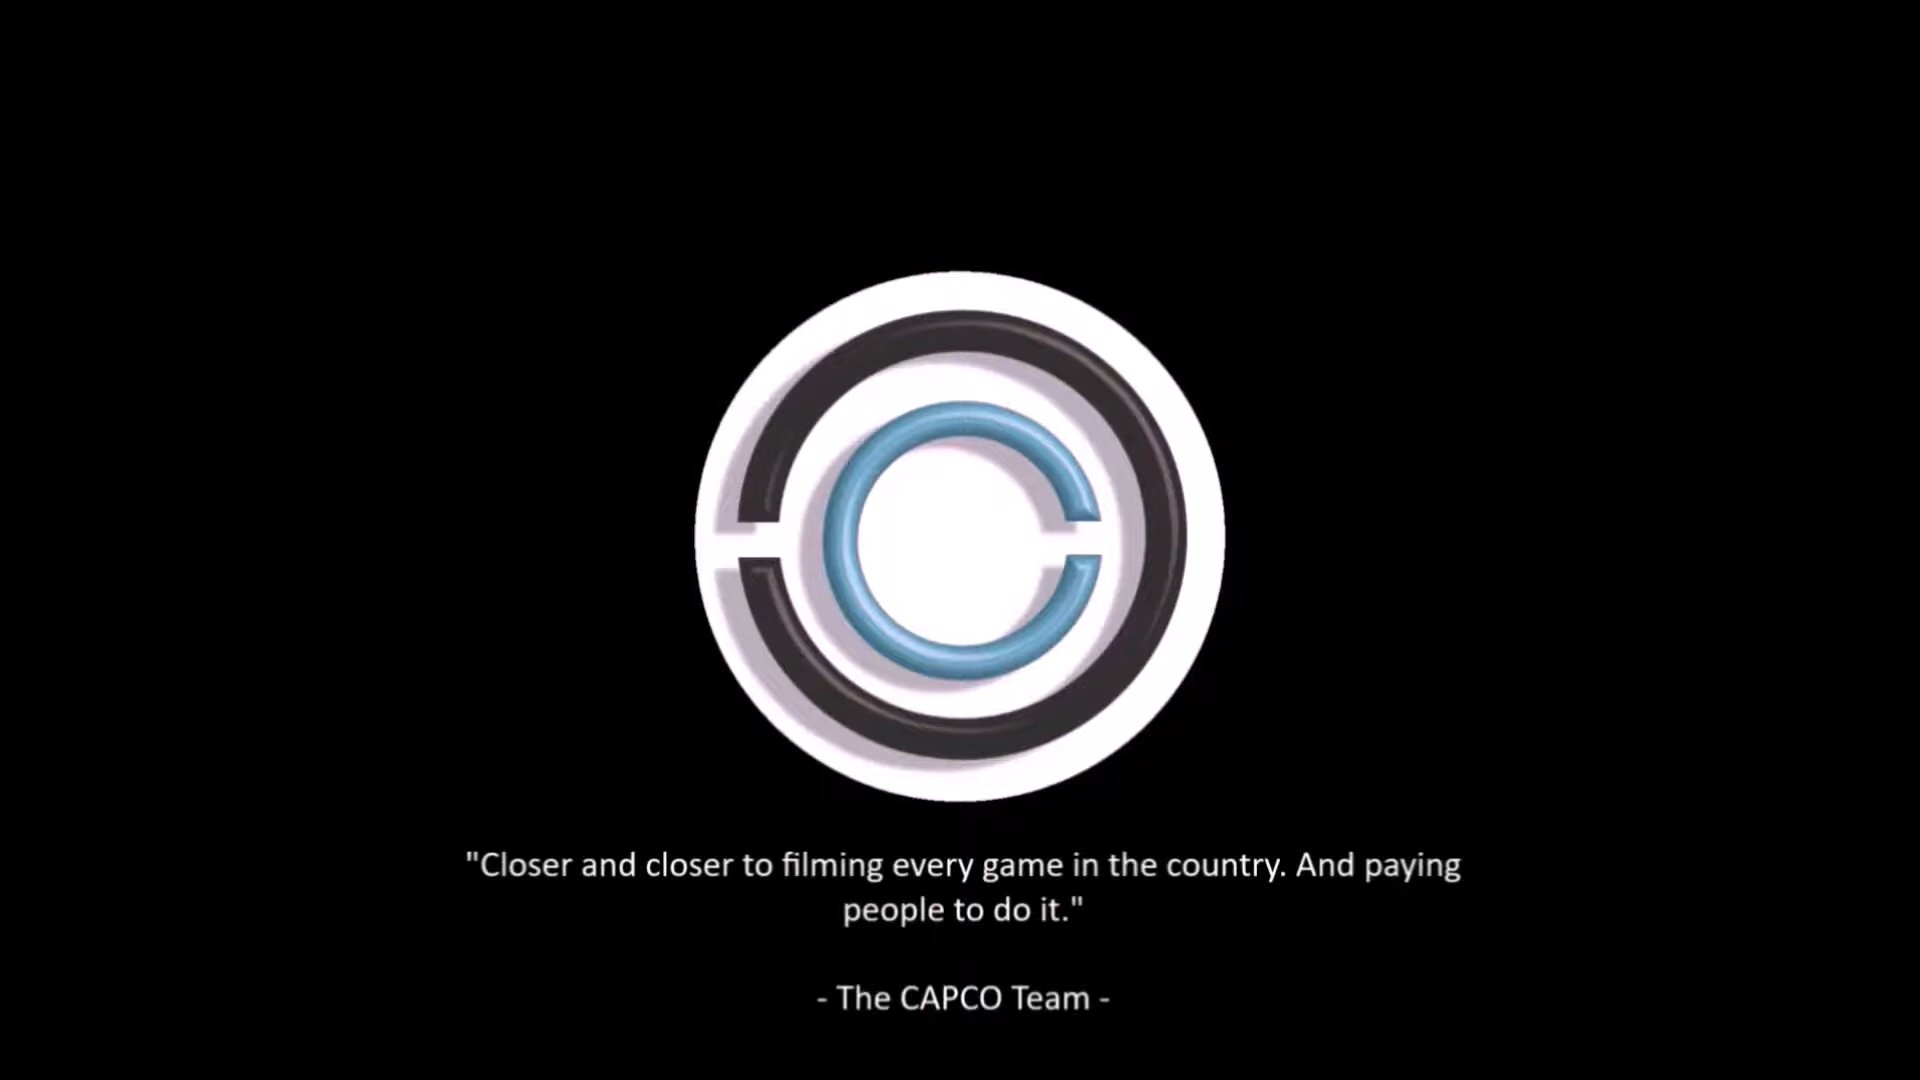 "Closer and closer to filming every game in the country. And paying
people to do it."
- The CAPCO Team -